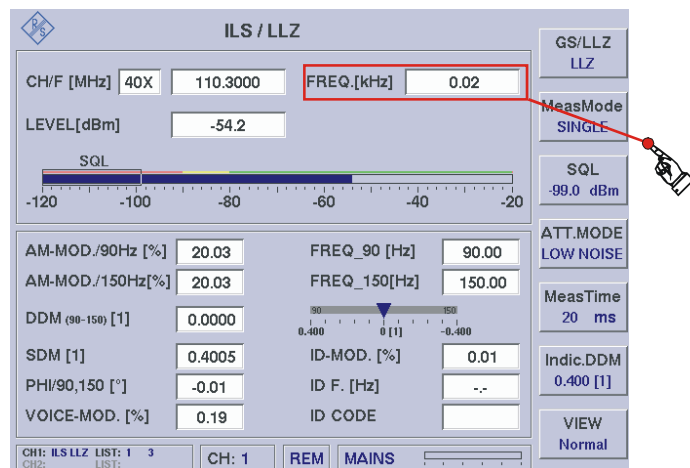 R&S
ILS / LLZ
GS/LLZ
LLZ
CH/F [MHz] 40X 110.3000 FREQ.[kHz] 0.02
MeasMode
SINGLE
LEVEL[dBm] -54.2
SQL
-120 -100 -80 -60 -40 -20
SQL
-99.0 dBm
ATT.MODE
LOW NOISE
AM-MOD./90Hz [%] 20.03 FREQ_90 [Hz] 90.00
AM-MOD./150Hz[%] 20.03 FREQ_150[Hz] 150.00
MeasTime
20 ms
DDM (90-150) [1] 0.0000
90 150
0.400 0 [1] -0.400
SDM [1] 0.4005 ID-MOD. [%] 0.01
Indic.DDM
0.400 [1]
PHI/90,150 [°] -0.01 ID F. [Hz] -.-
VOICE-MOD. [%] 0.19 ID CODE
VIEW
Normal
CH1: ILS LLZ LIST: 1 3
CH2: LIST:
CH: 1 REM MAINS